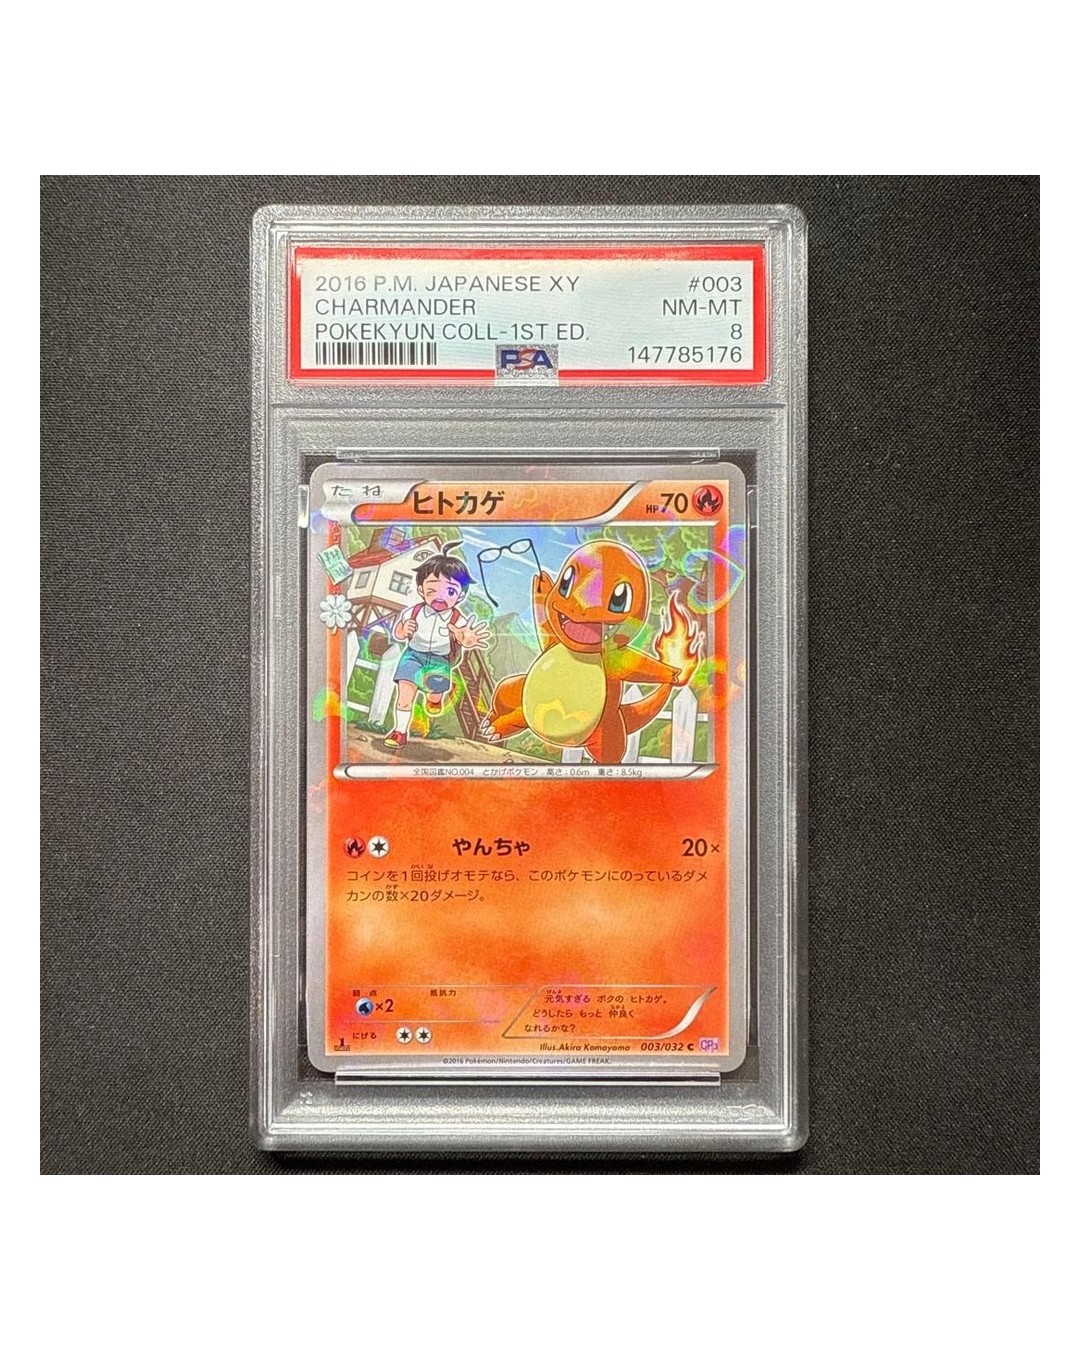 2016 P.M. JAPANESE XY #003
CHARMANDER NM-MT
POKEKYUN COLL-1ST ED. 8
PSA 147785176
たね ヒトカゲ HP70
全国図鑑NO.004 とかげポケモン 高さ:0.6m 重さ:8.5kg
やんちゃ 20×
コインを1回投げオモテなら、このポケモンにのっているダメ
カンの数×20ダメージ。
弱点 抵抗力
×2
にげる
元気すぎる ボクの ヒトカゲ。
どうしたら もっと 仲良く
なれるかな?
Illus.Akira Komayama 003/032 C CP3
©2016 Pokémon/Nintendo/Creatures/GAME FREAK.